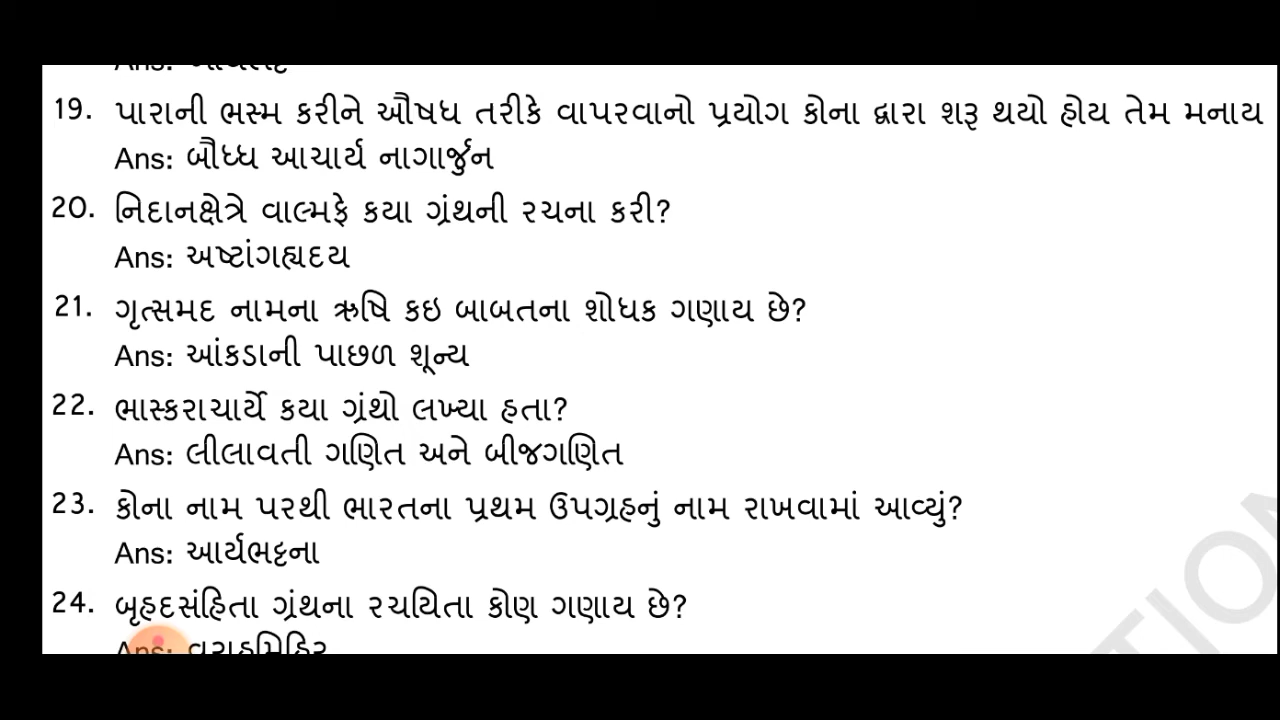 19. પારાની ભસ્મ કરીને ઔષધ તરીકે વાપરવાનો પ્રયોગ કોના દ્વારા શરૂ થયો હોય તેમ મનાય
Ans: બૌધ્ધ આચાર્ય નાગાર્જુન
20. નિદાનક્ષેત્રે વાલ્મફે કયા ગ્રંથની રચના કરી?
Ans: અષ્ટાંગહ્યદય
21. ગૃત્સમદ નામના ઋષિ કઇ બાબતના શોધક ગણાય છે?
Ans: આંકડાની પાછળ શૂન્ય
22. ભાસ્કરાચાર્યે કયા ગ્રંથો લખ્યા હતા?
Ans: લીલાવતી ગણિત અને બીજગણિત
23. કોના નામ પરથી ભારતના પ્રથમ ઉપગ્રહનું નામ રાખવામાં આવ્યું?
Ans: આર્યભટ્ટના
24. બૃહદસંહિતા ગ્રંથના રચયિતા કોણ ગણાય છે?
Ans: વરાહમિહિર